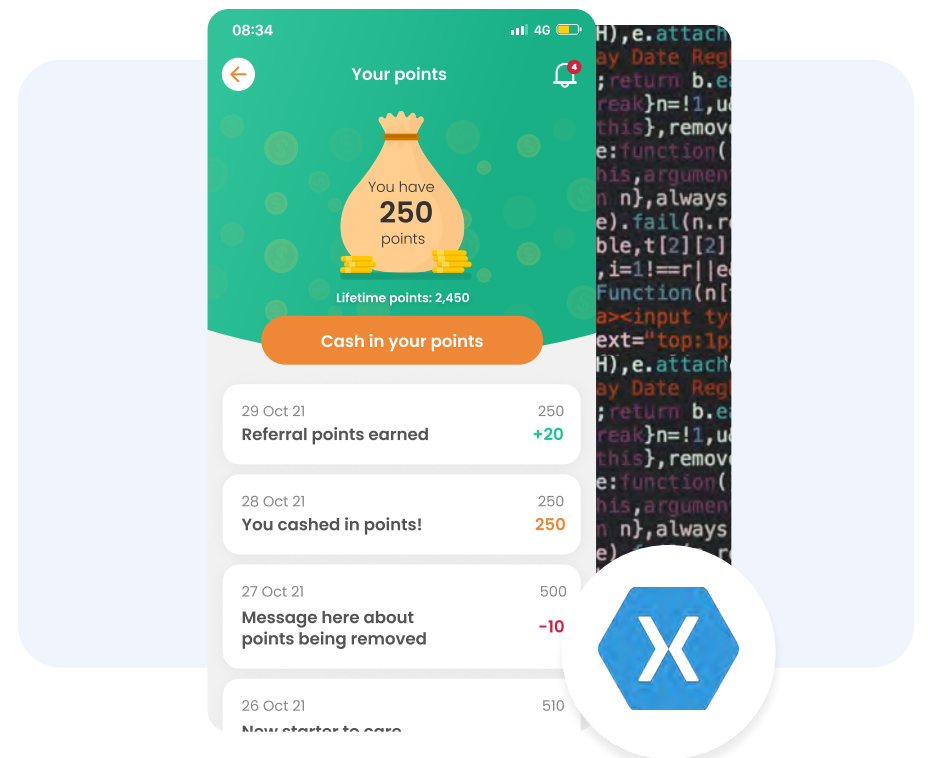 08:34
4G
Your points
4
You have
250
points
Lifetime points: 2,450
Cash in your points
29 Oct 21
250
Referral points earned
+20
28 Oct 21
250
You cashed in points!
250
27 Oct 21
500
Message here about
points being removed
-10
26 Oct 21
510
New starter to care
H),e.attach
ay Date Reg
;return b.e
reak}n=!1,u
this},remov
e:function(
his,argumen
n n},always
e).fail(n.r
ble,t[2][2]
,i=1!==r||e
Function(n[
a><input ty
ext="top:1p
H),e.attach
ay Date Reg
;return b.e
reak}n=!1,u
this},remov
e:function(
his,argumen
n n},always
X